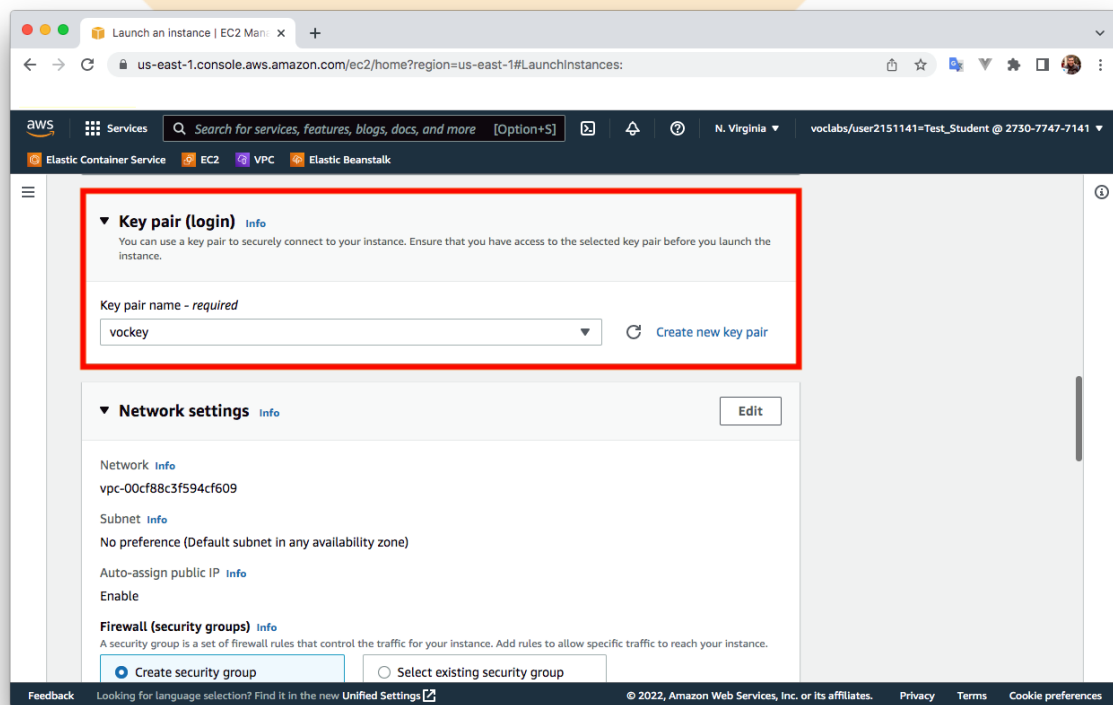 Launch an instance | EC2 Man
us-east-1.console.aws.amazon.com/ec2/home?region=us-east-1#LaunchInstances:
aws
Services
Search for services, features, blogs, docs, and more
[Option+S]
N. Virginia
voclabs/user2151141=Test_Student @ 2730-7747-7141
Elastic Container Service
EC2
VPC
Elastic Beanstalk
Key pair (login) Info
You can use a key pair to securely connect to your instance. Ensure that you have access to the selected key pair before you launch the
instance.
Key pair name - required
vockey
Create new key pair
Network settings Info
Edit
Network Info
vpc-00cf88c3f594cf609
Subnet Info
No preference (Default subnet in any availability zone)
Auto-assign public IP Info
Enable
Firewall (security groups) Info
A security group is a set of firewall rules that control the traffic for your instance. Add rules to allow specific traffic to reach your instance.
Create security group
Select existing security group
Feedback
Looking for language selection? Find it in the new Unified Settings
© 2022, Amazon Web Services, Inc. or its affiliates.
Privacy
Terms
Cookie preferences